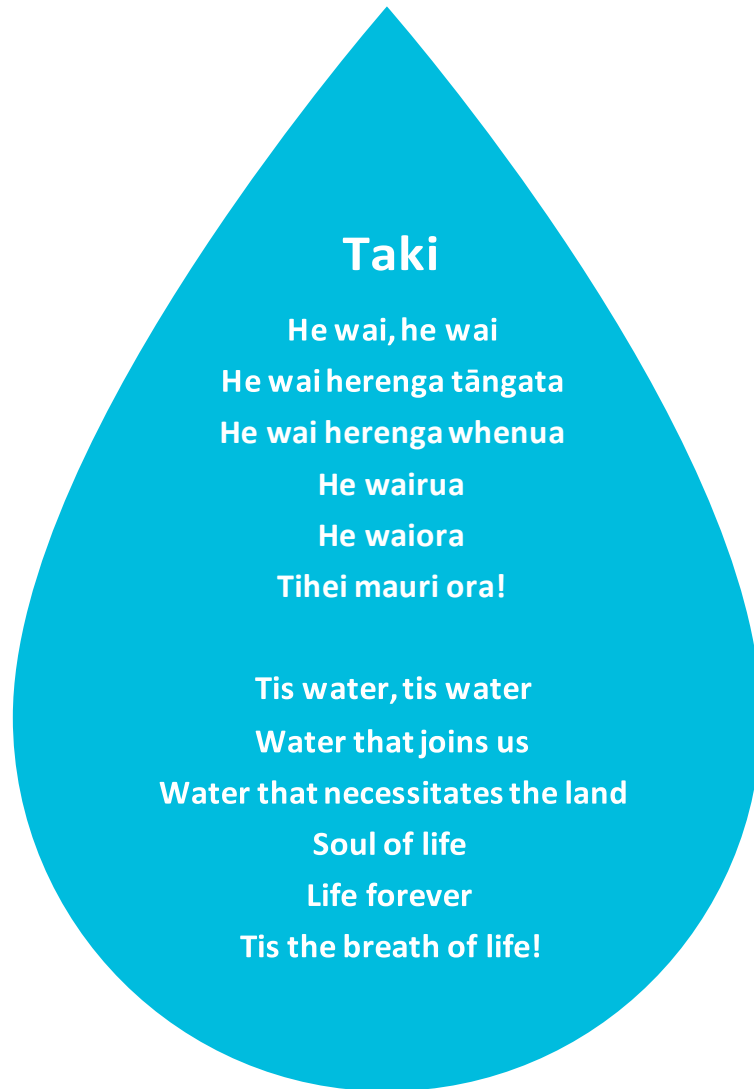 Taki
He wai, he wai
He wai herenga tāngata
He wai herenga whenua
He wairua
He waiora
Tihei mauri ora!
Tis water, tis water
Water that joins us
Water that necessitates the land
Soul of life
Life forever
Tis the breath of life!